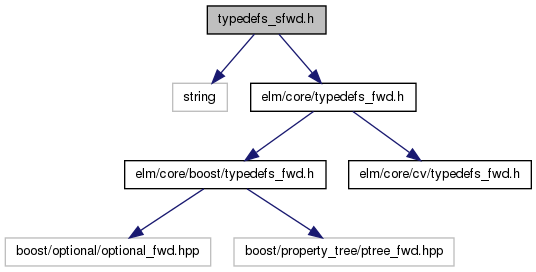 typedefs_sfwd.h
string
elm/core/typedefs_fwd.h
elm/core/boost/typedefs_fwd.h
elm/core/cv/typedefs_fwd.h
boost/optional/optional_fwd.hpp
boost/property_tree/ptree_fwd.hpp